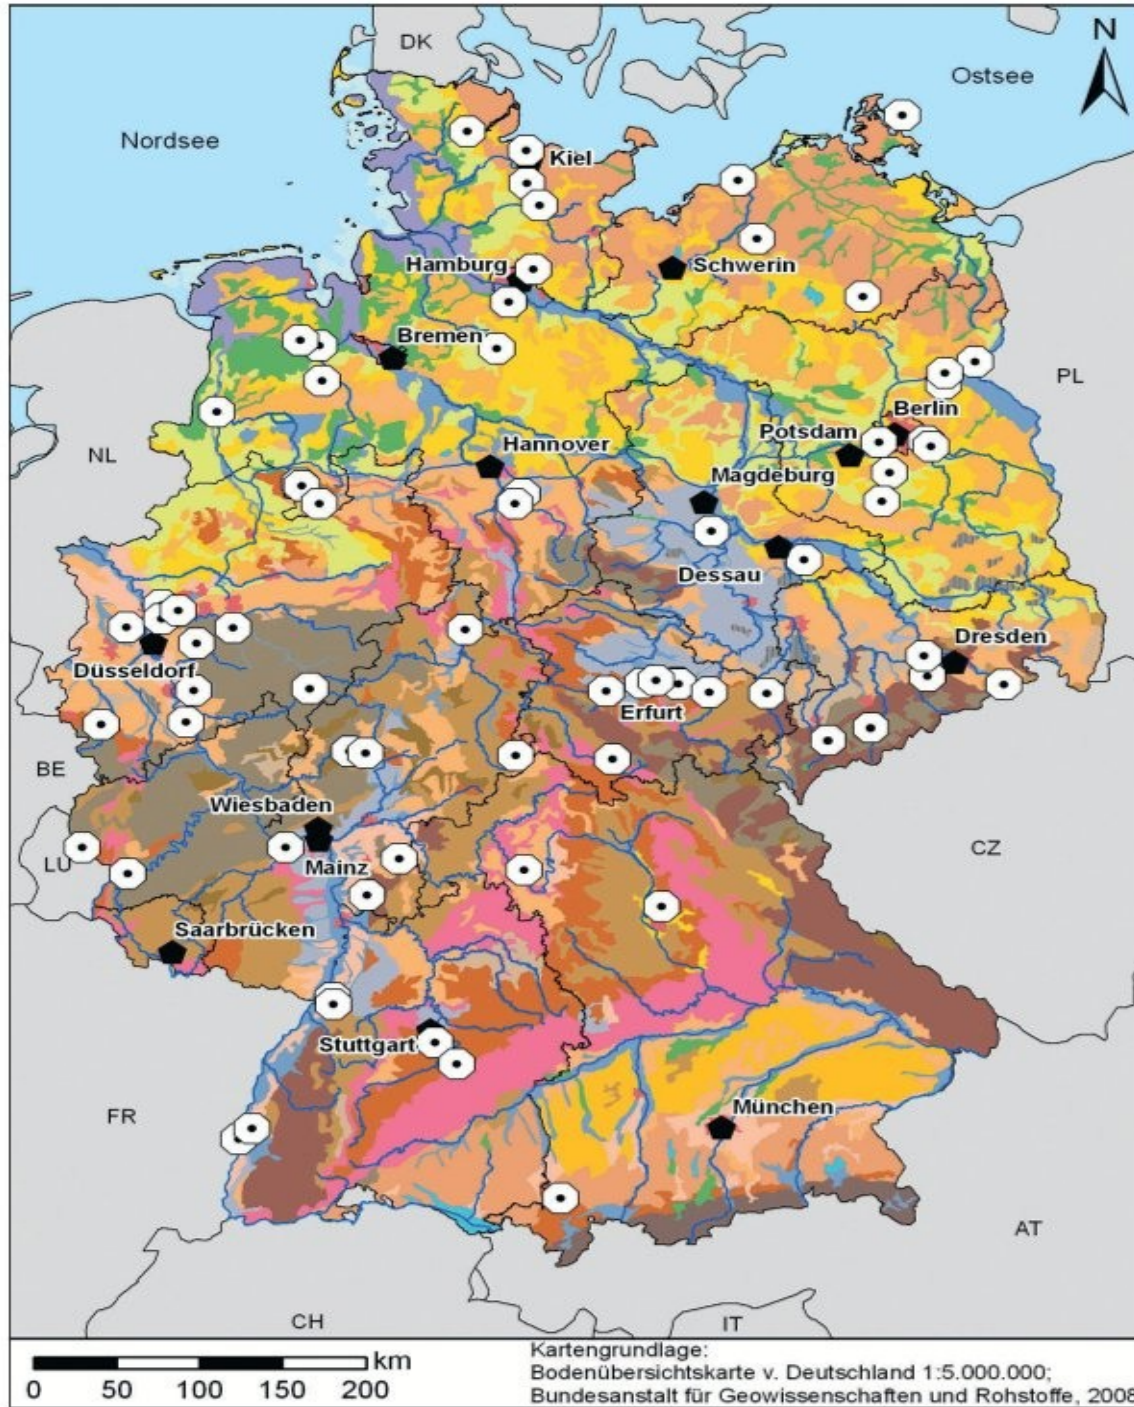 DK
N
Ostsee
Nordsee
Kiel
Hamburg
Schwerin
Bremen
PL
Berlin
NL
Hannover
Potsdam
Magdeburg
Dessau
Düsseldorf
Dresden
Erfurt
BE
Wiesbaden
LU
Mainz
CZ
Saarbrücken
Stuttgart
FR
München
AT
CH
IT
km
0 50 100 150 200
Kartengrundlage:
Bodenübersichtskarte v. Deutschland 1:5.000.000;
Bundesanstalt für Geowissenschaften und Rohstoffe, 2008